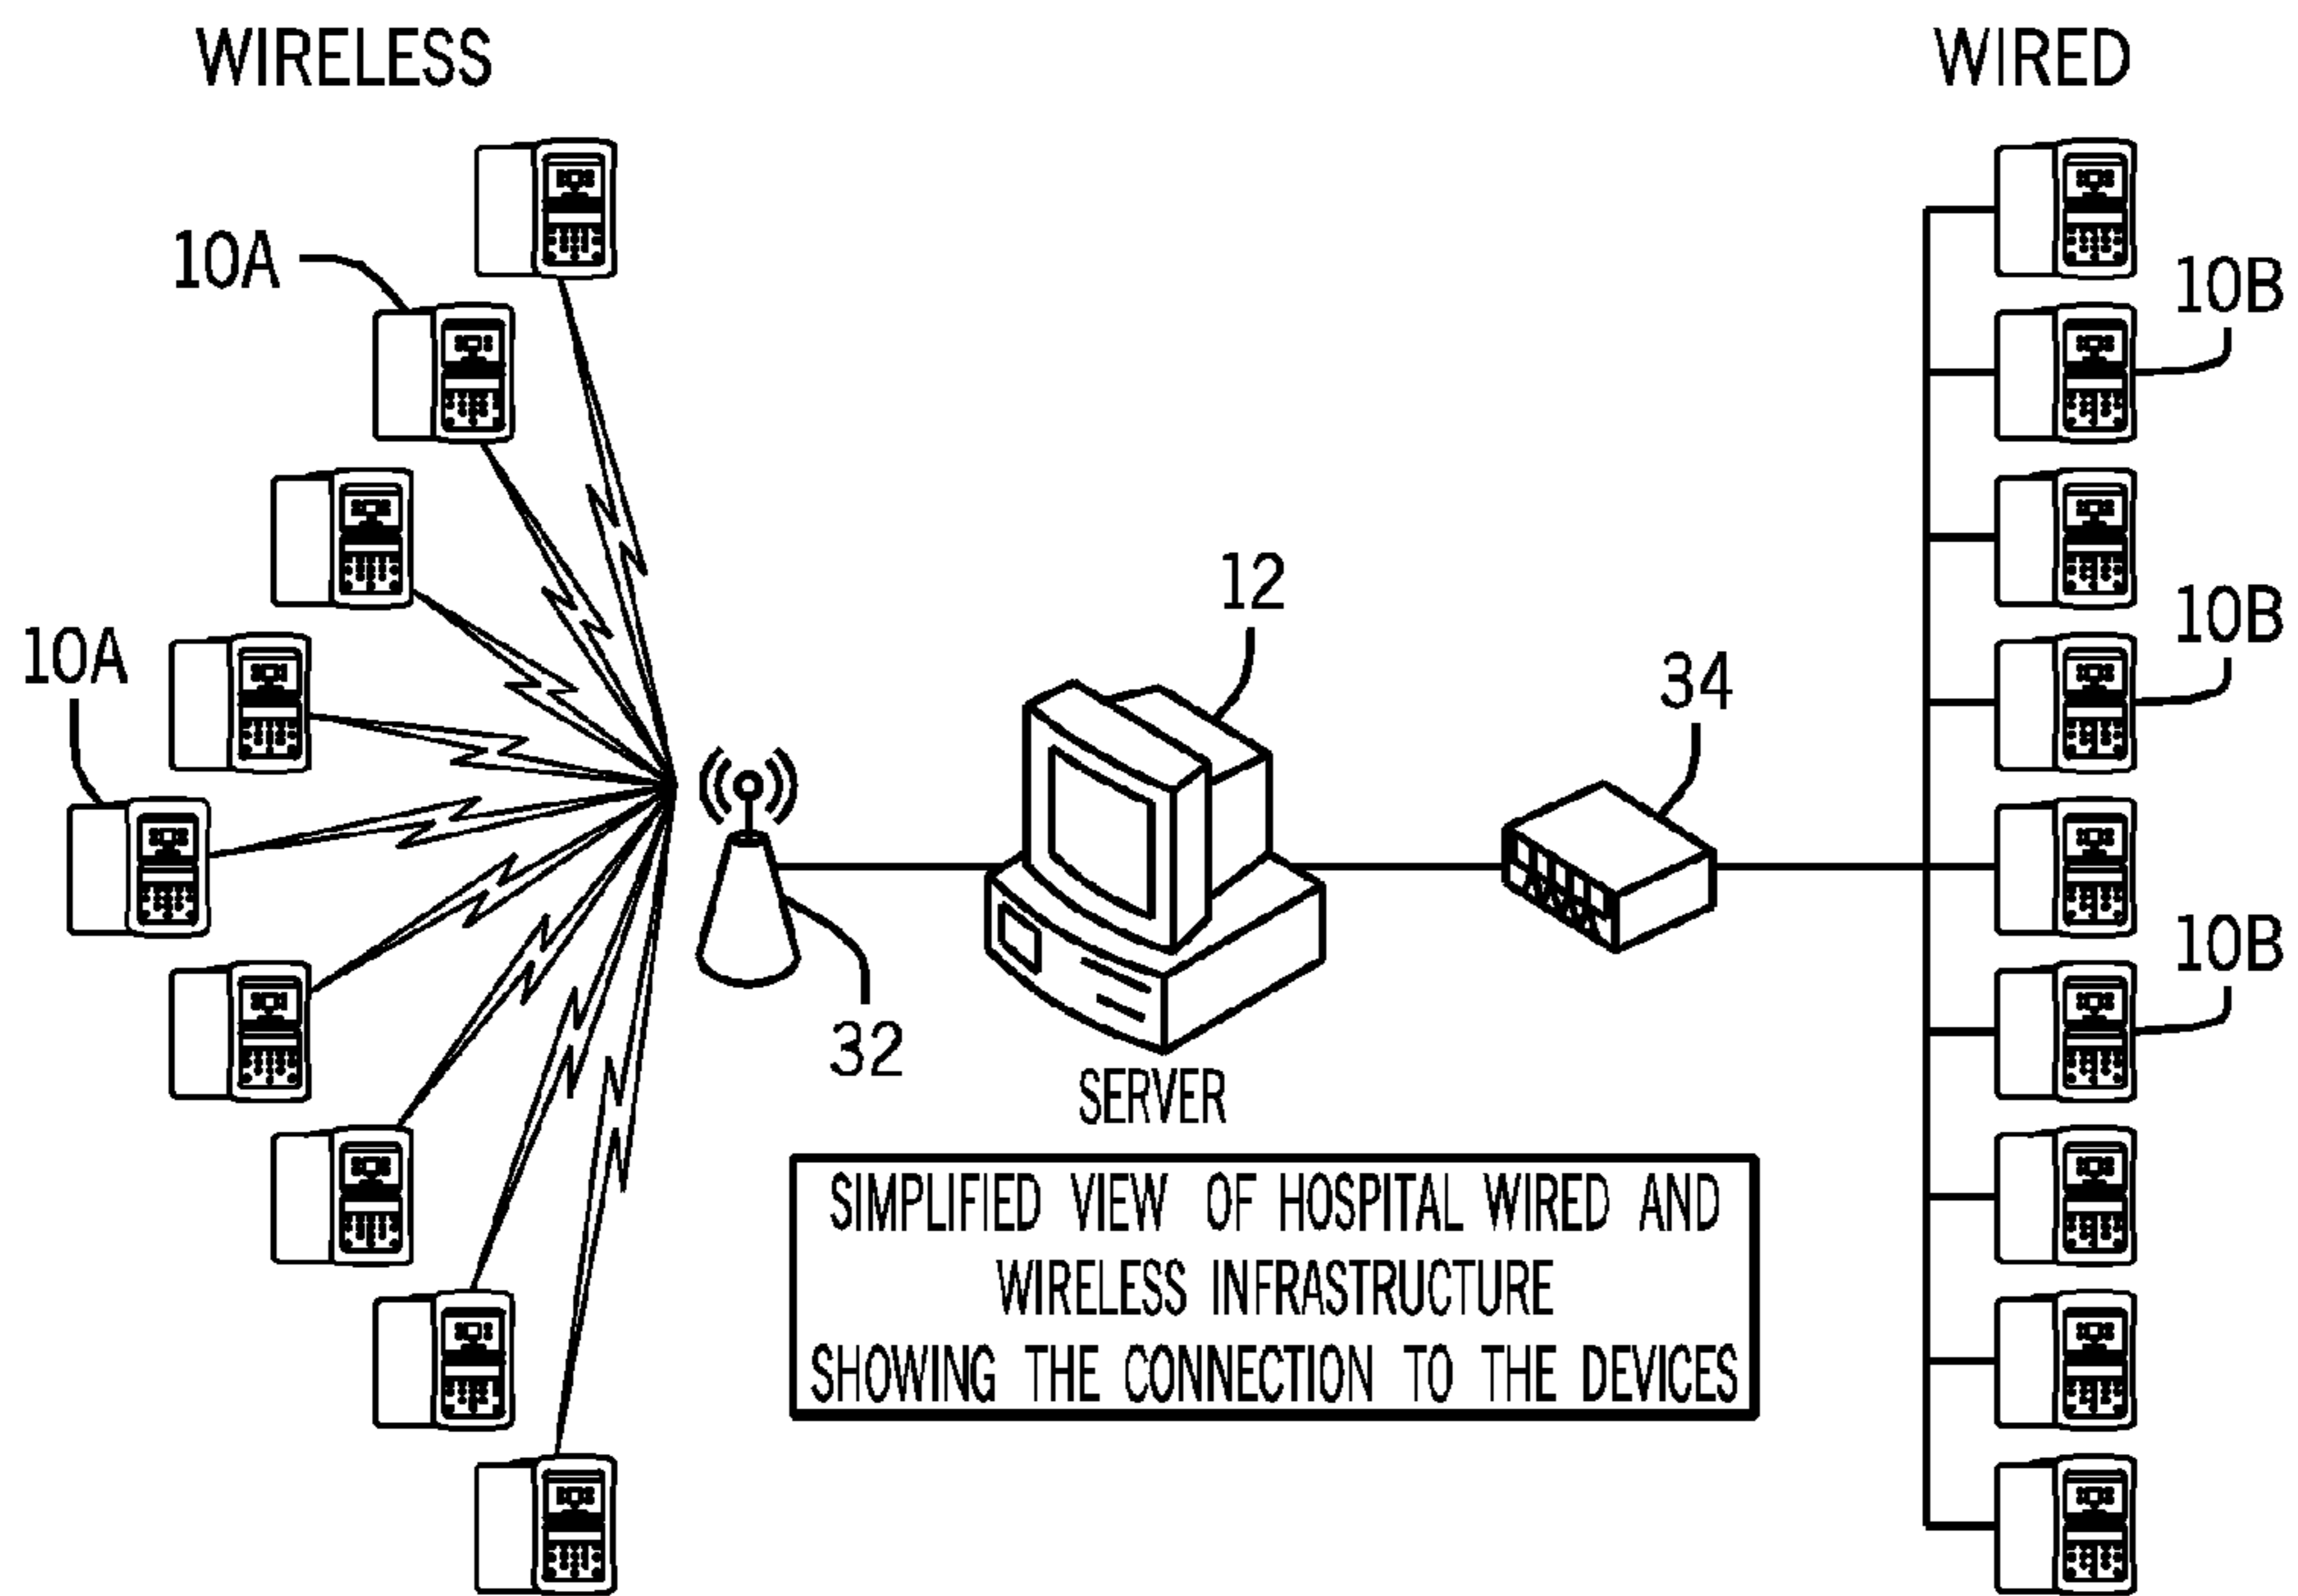 WIRELESS
WIRED
10A
10B
12
10B
10A
34
10B
32
SERVER
SIMPLIFIED VIEW OF HOSPITAL WIRED AND
WIRELESS INFRASTRUCTURE
SHOWING THE CONNECTION TO THE DEVICES